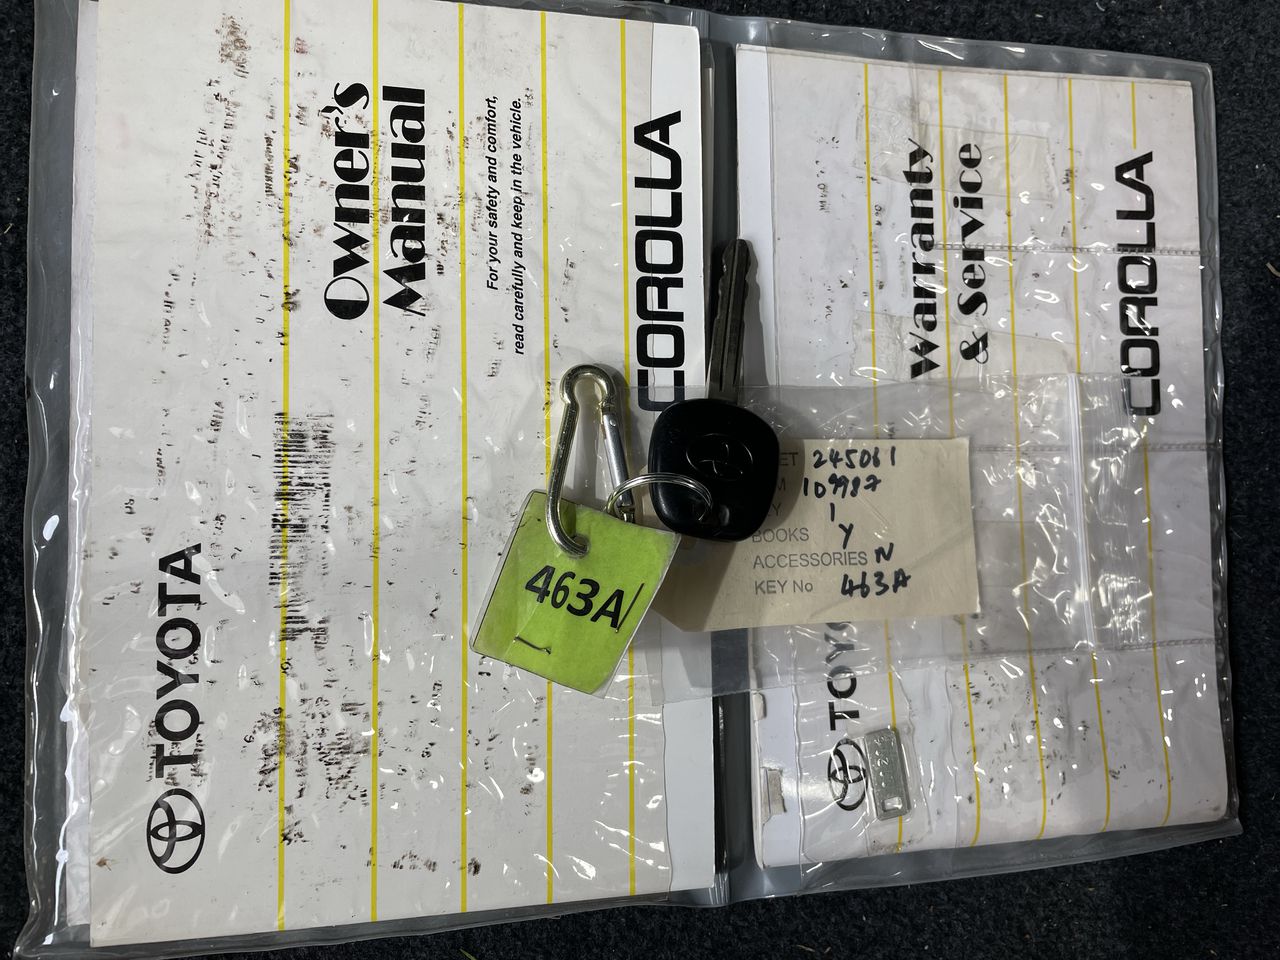 Owner's
Manual
For your safety and comfort,
read carefully and keep in the vehicle.
COROLLA
TOYOTA
Warranty
& Service
COROLLA
TOYOTA
245061
109987
1
BOOKS Y
ACCESSORIES N
KEY No 463A
463A